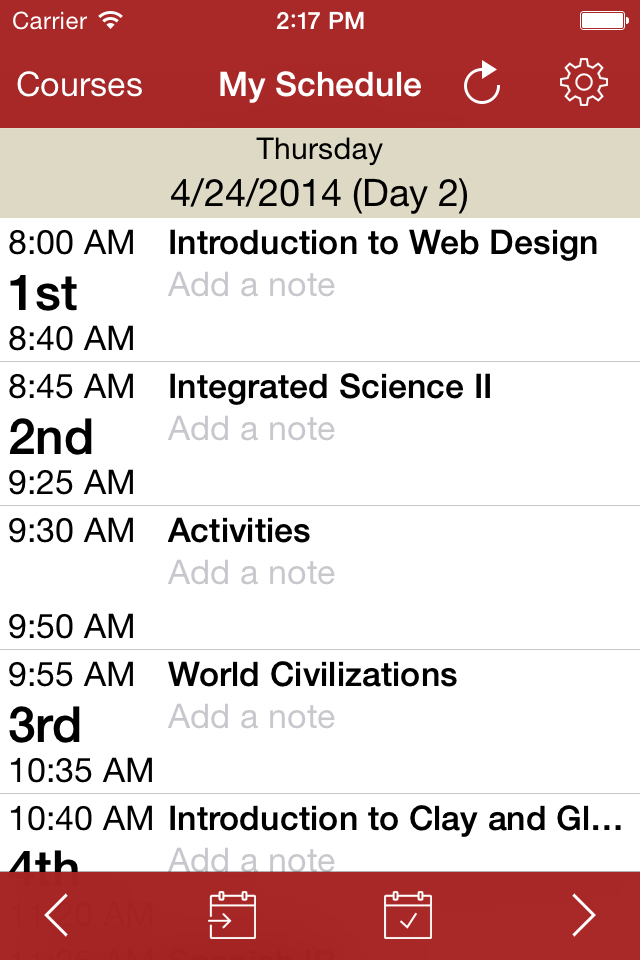 Carrier 2:17 PM
Courses My Schedule
Thursday
4/24/2014 (Day 2)
8:00 AM Introduction to Web Design
1st Add a note
8:40 AM
8:45 AM Integrated Science II
2nd Add a note
9:25 AM
9:30 AM Activities
Add a note
9:50 AM
9:55 AM World Civilizations
3rd Add a note
10:35 AM
10:40 AM Introduction to Clay and Gl...
4th Add a note
11:20 AM